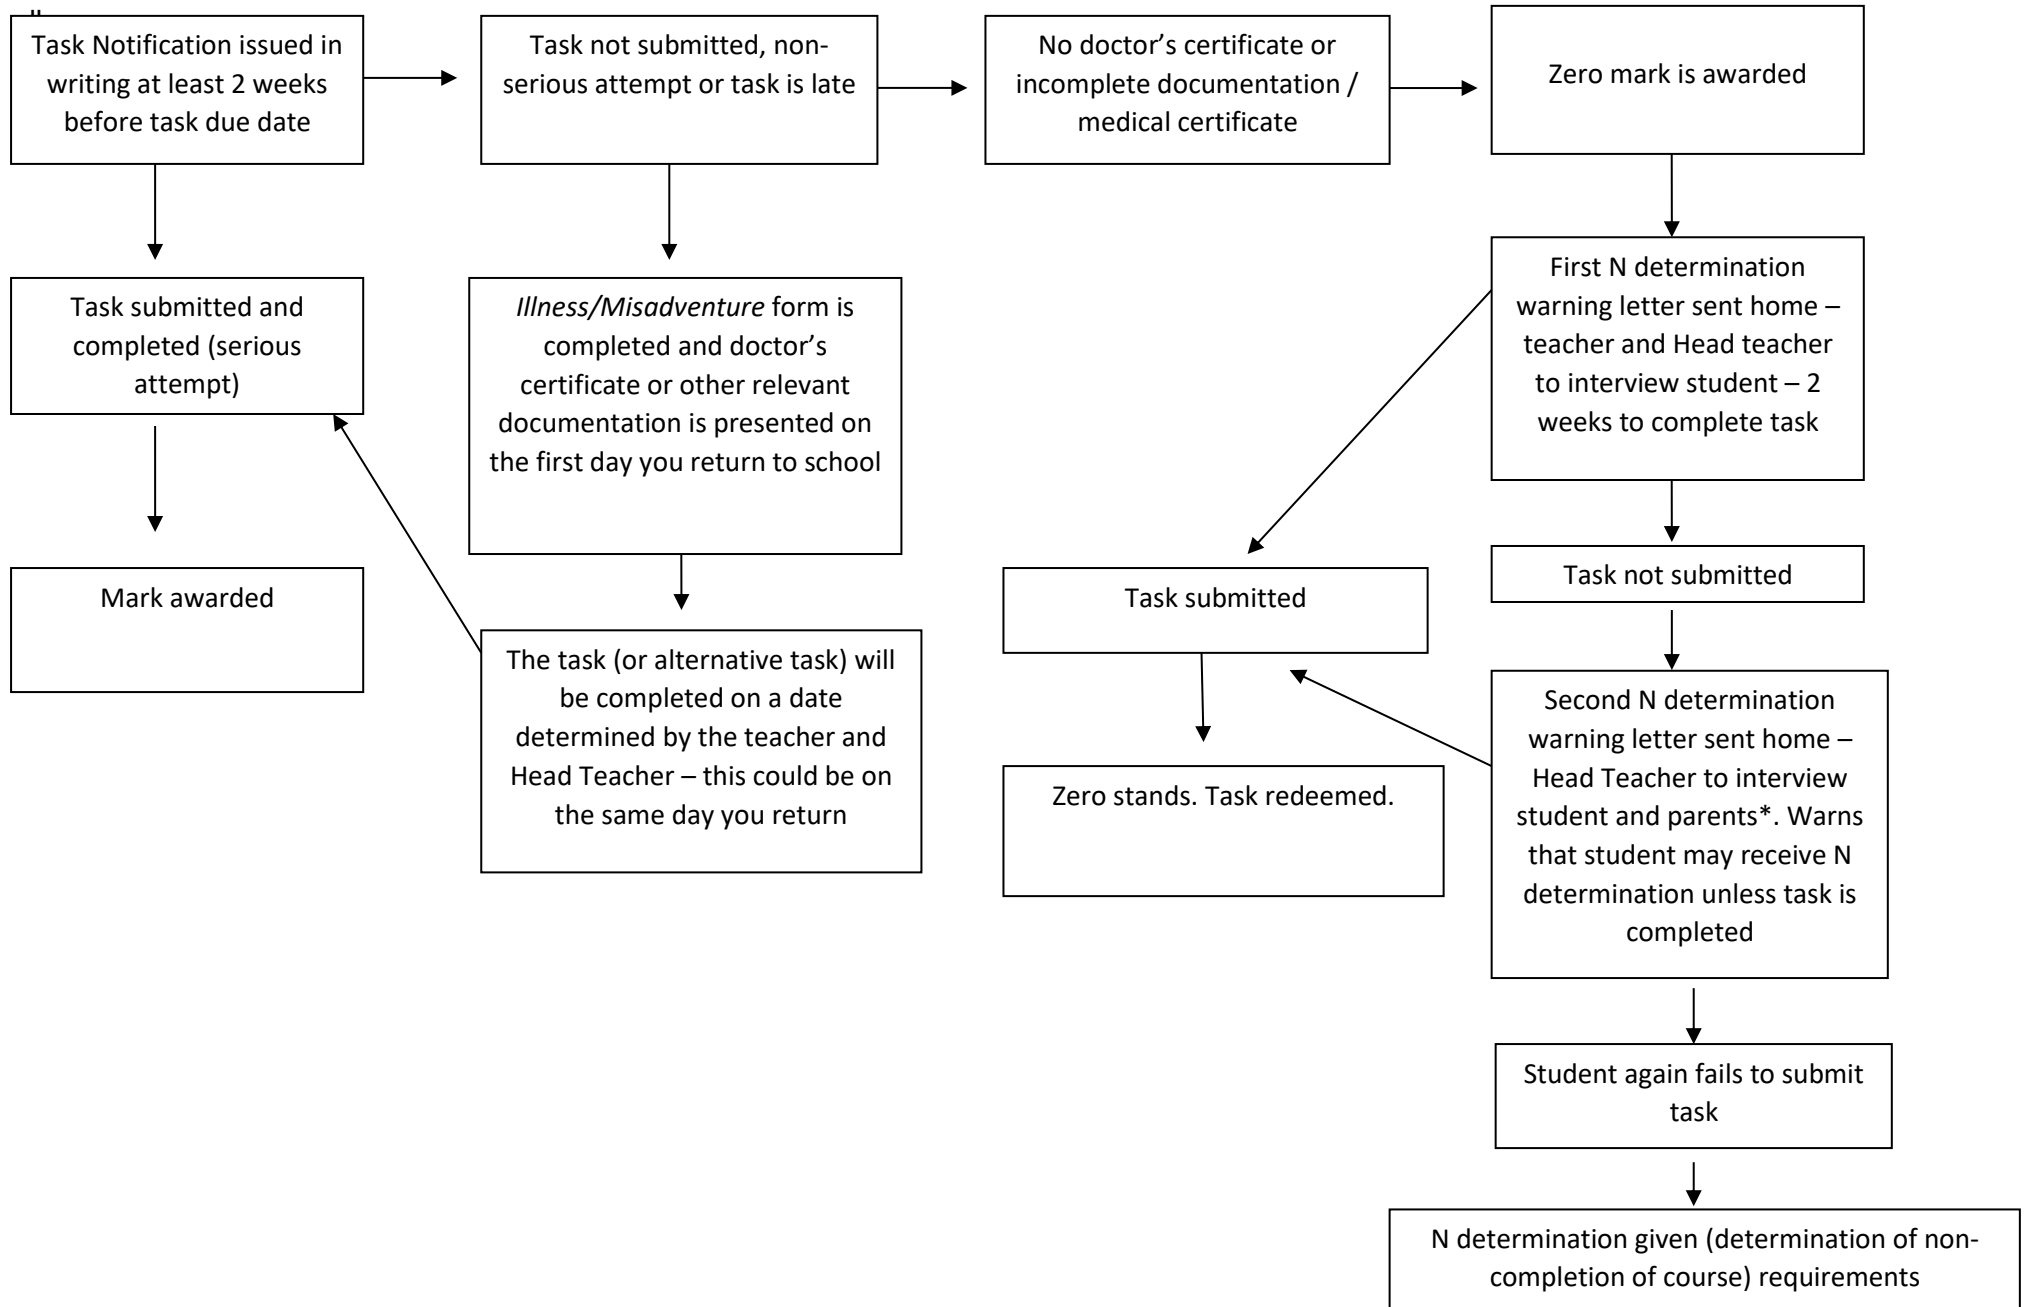 Task Notification issued in
writing at least 2 weeks
before task due date
Task not submitted, non-
serious attempt or task is late
No doctor’s certificate or
incomplete documentation /
medical certificate
Zero mark is awarded
Task submitted and
completed (serious
attempt)
Illness/Misadventure form is
completed and doctor’s
certificate or other relevant
documentation is presented on
the first day you return to school
First N determination
warning letter sent home –
teacher and Head teacher
to interview student – 2
weeks to complete task
Mark awarded
The task (or alternative task) will
be completed on a date
determined by the teacher and
Head Teacher – this could be on
the same day you return
Task submitted
Task not submitted
Zero stands. Task redeemed.
Second N determination
warning letter sent home –
Head Teacher to interview
student and parents*. Warns
that student may receive N
determination unless task is
completed
Student again fails to submit
task
N determination given (determination of non-
completion of course) requirements